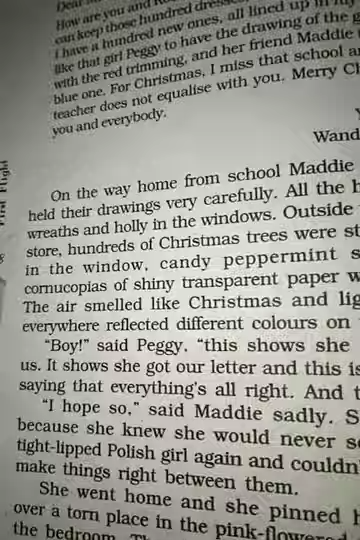 Dear
How are you and
can keep those hundred dresses
I have a hundred new ones, all lined up in my
like that girl Peggy to have the drawing of the
with the red trimming, and her friend Maddie
blue one. For Christmas, I miss that school
teacher does not equalise with you. Merry
you and everybody.
Wand
First Flight
On the way home from school Maddie
held their drawings very carefully. All the h
wreaths and holly in the windows. Outside
store, hundreds of Christmas trees were st
in the window, candy peppermint s
cornucopias of shiny transparent paper w
The air smelled like Christmas and lig
everywhere reflected different colours on
"Boy!" said Peggy, "this shows she
us. It shows she got our letter and this is
saying that everything's all right. And t
"I hope so," said Maddie sadly. S
because she knew she would never s
tight-lipped Polish girl again and couldn
make things right between them.
She went home and she pinned h
over a torn place in the pink-flowered
the bedroom.